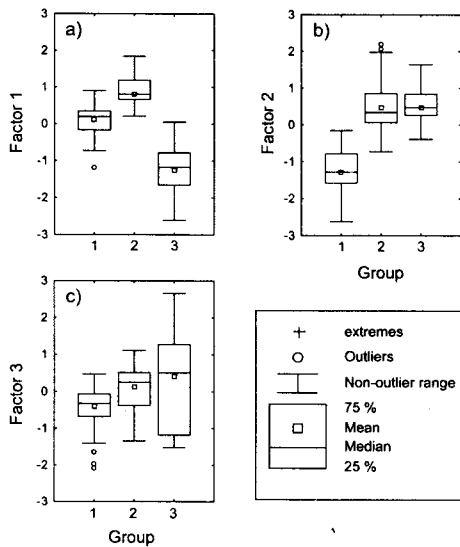 a)
Factor 1
3
2
1
0
-1
-2
-3
1 2 3
b)
Factor 2
3
2
1
0
-1
-2
-3
1 2 3
Group
c)
Factor 3
3
2
1
0
-1
-2
-3
1 2 3
Group
extremes
Outliers
Non-outlier range
75 %
Mean
Median
25 %